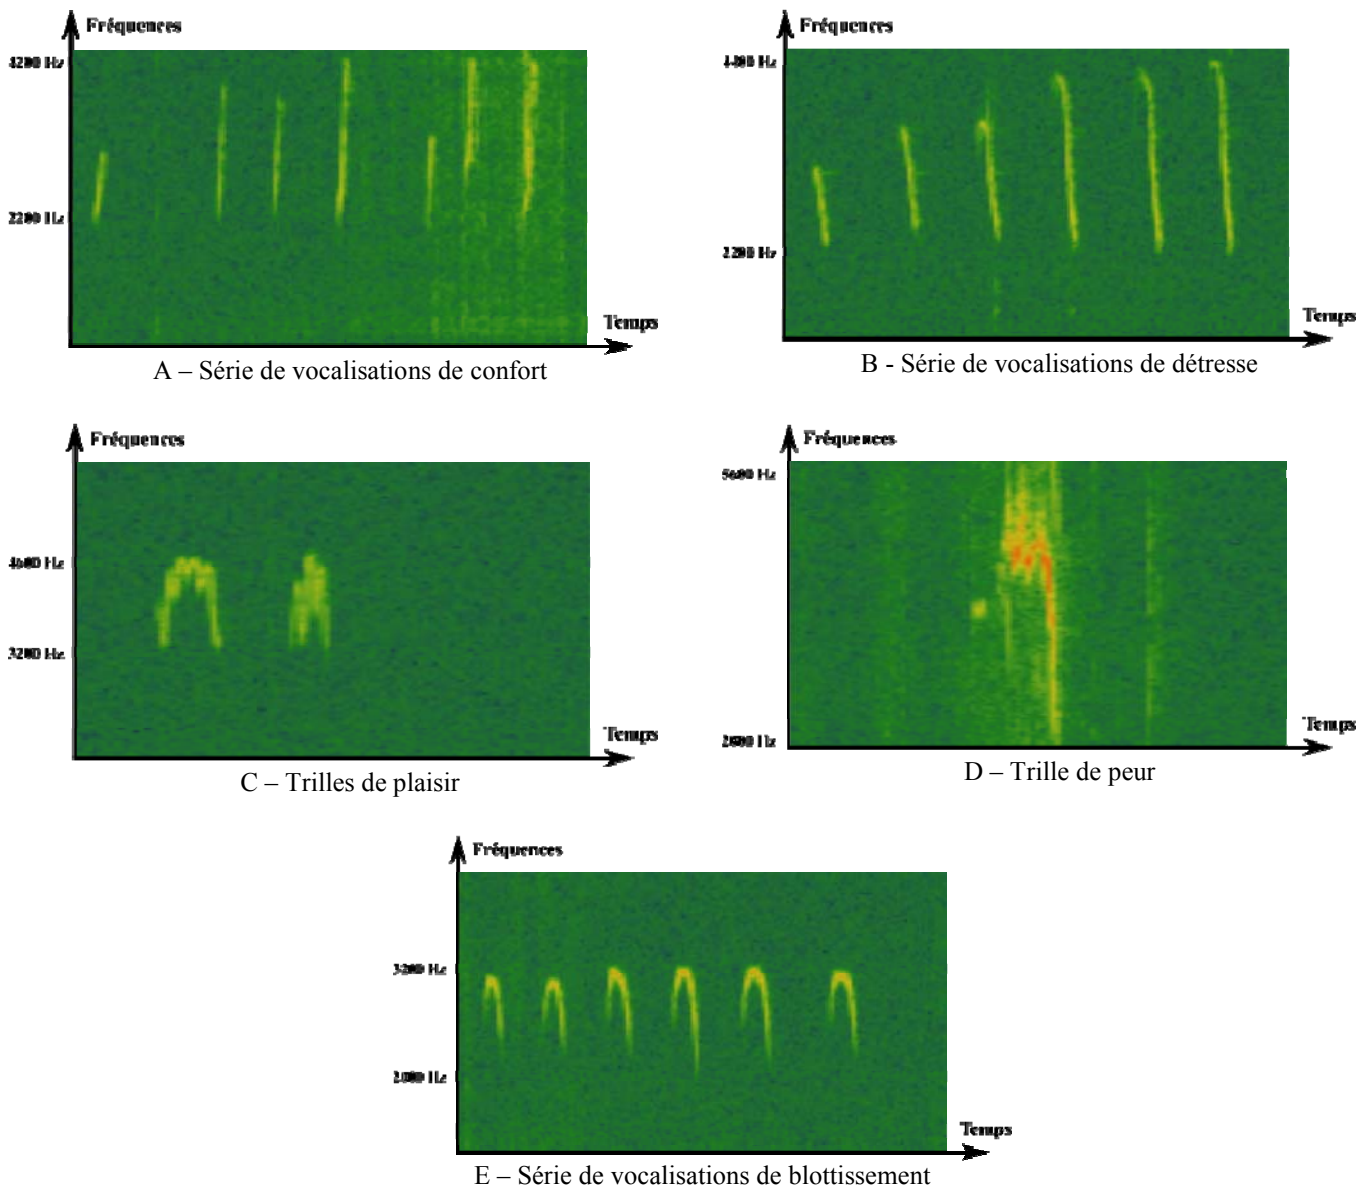 Fréquences
4200 Hz
2200 Hz
Temps
A – Série de vocalisations de confort
Fréquences
4400 Hz
2200 Hz
Temps
B - Série de vocalisations de détresse
Fréquences
4600 Hz
3200 Hz
Temps
C – Trilles de plaisir
Fréquences
5600 Hz
2000 Hz
Temps
D – Trille de peur
Fréquences
3200 Hz
2000 Hz
Temps
E – Série de vocalisations de blottissement